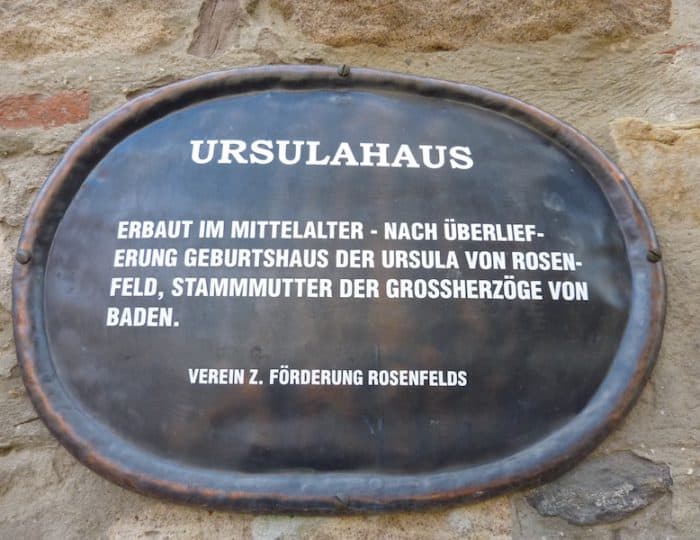 URSULAHAUS
ERBAUT IM MITTELALTER - NACH ÜBERLIEF-
ERUNG GEBURTSHAUS DER URSULA VON ROSEN-
FELD, STAMMMUTTER DER GROSSHERZÖGE VON
BADEN.
VEREIN Z. FÖRDERUNG ROSENFELDS